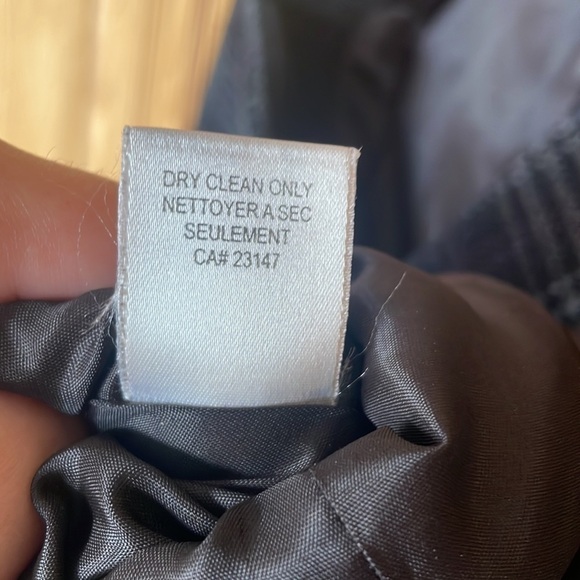 DRY CLEAN ONLY
NETTOYER A SEC
SEULEMENT
CA# 23147